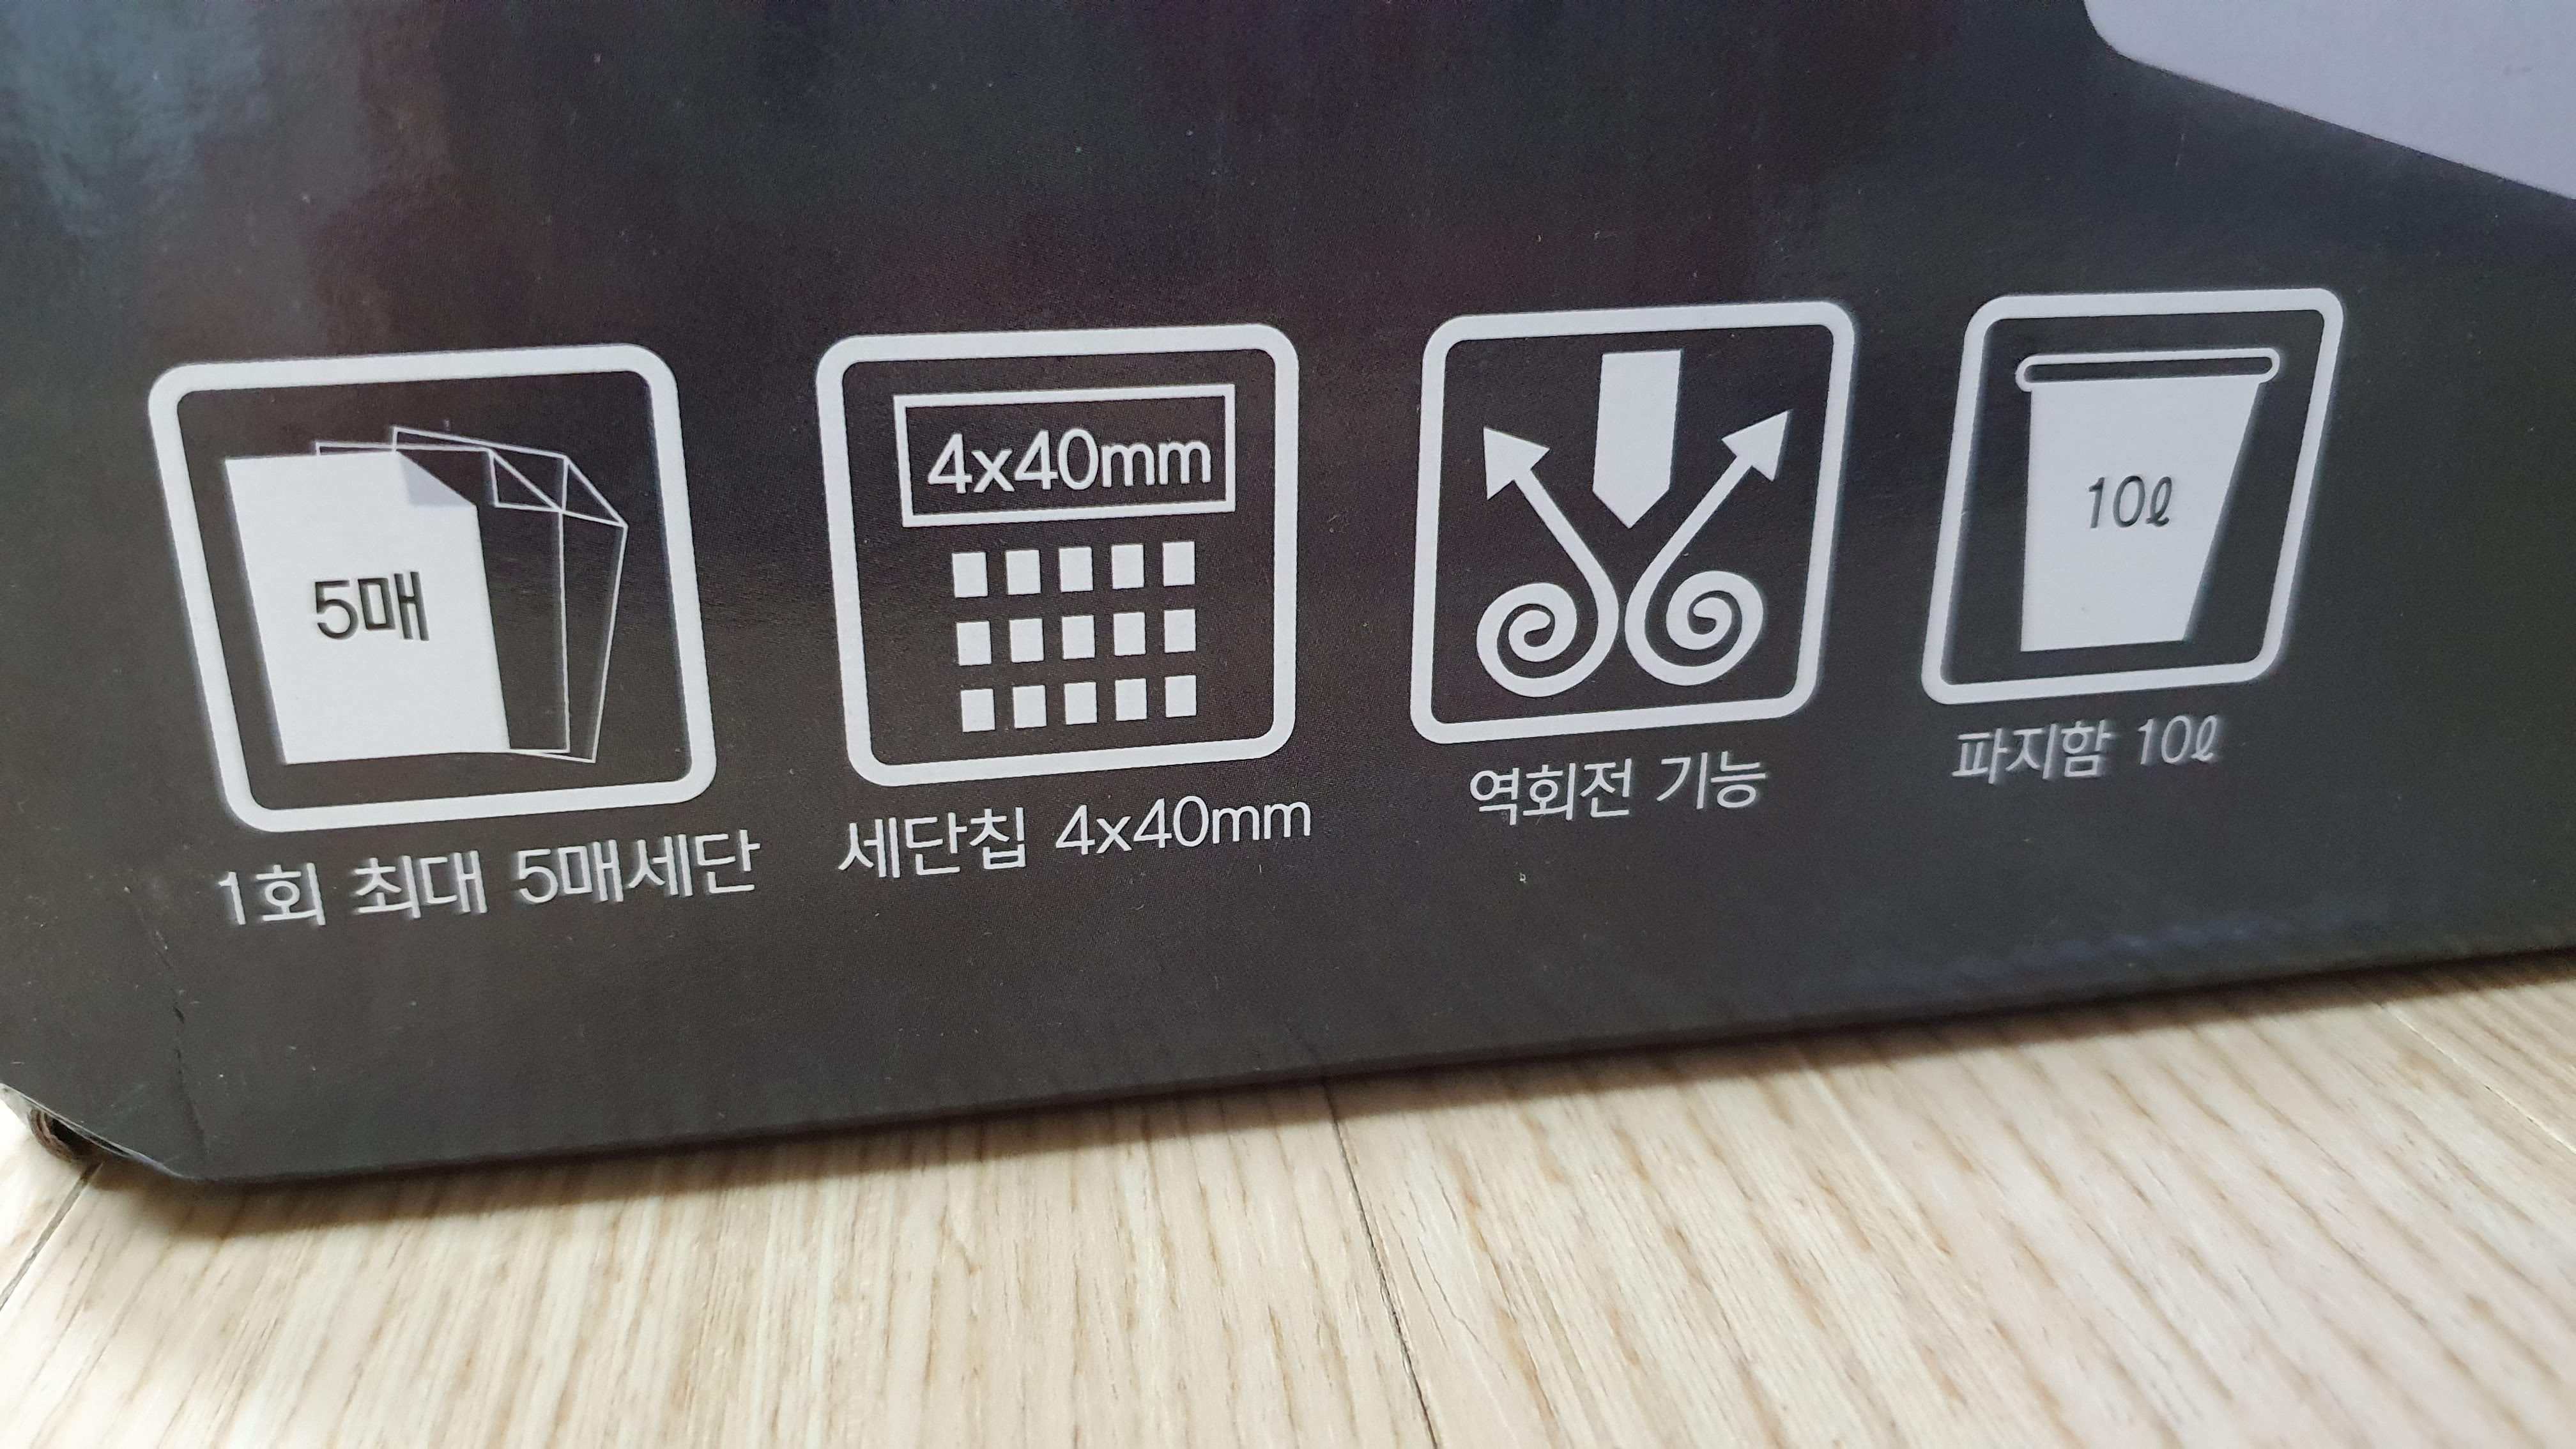 5매
1회 최대 5매세단
4x40mm
세단칩 4x40mm
역회전 기능
10ℓ
파지함 10ℓ